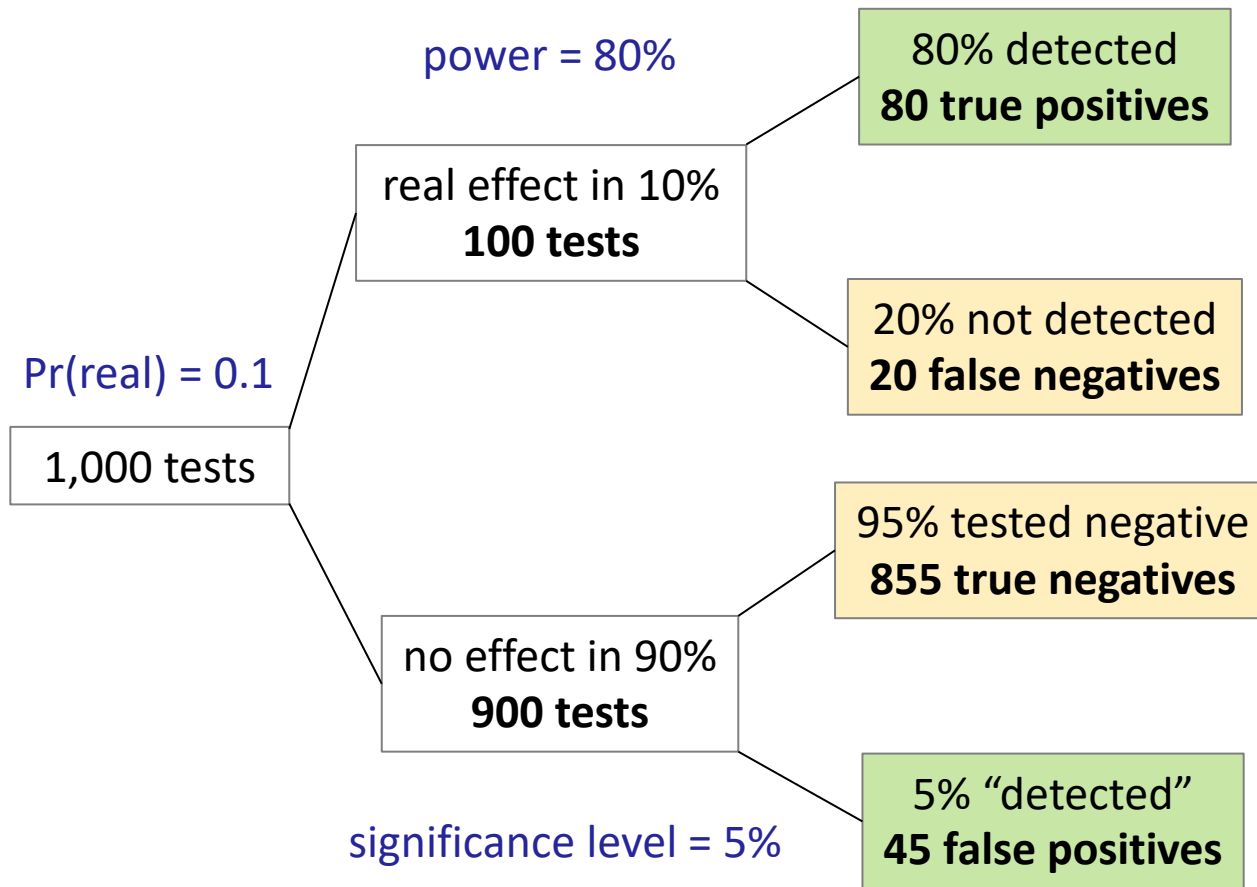 power = 80%
80% detected
80 true positives
real effect in 10%
100 tests
20% not detected
20 false negatives
Pr(real) = 0.1
1,000 tests
95% tested negative
855 true negatives
no effect in 90%
900 tests
5% “detected”
45 false positives
significance level = 5%